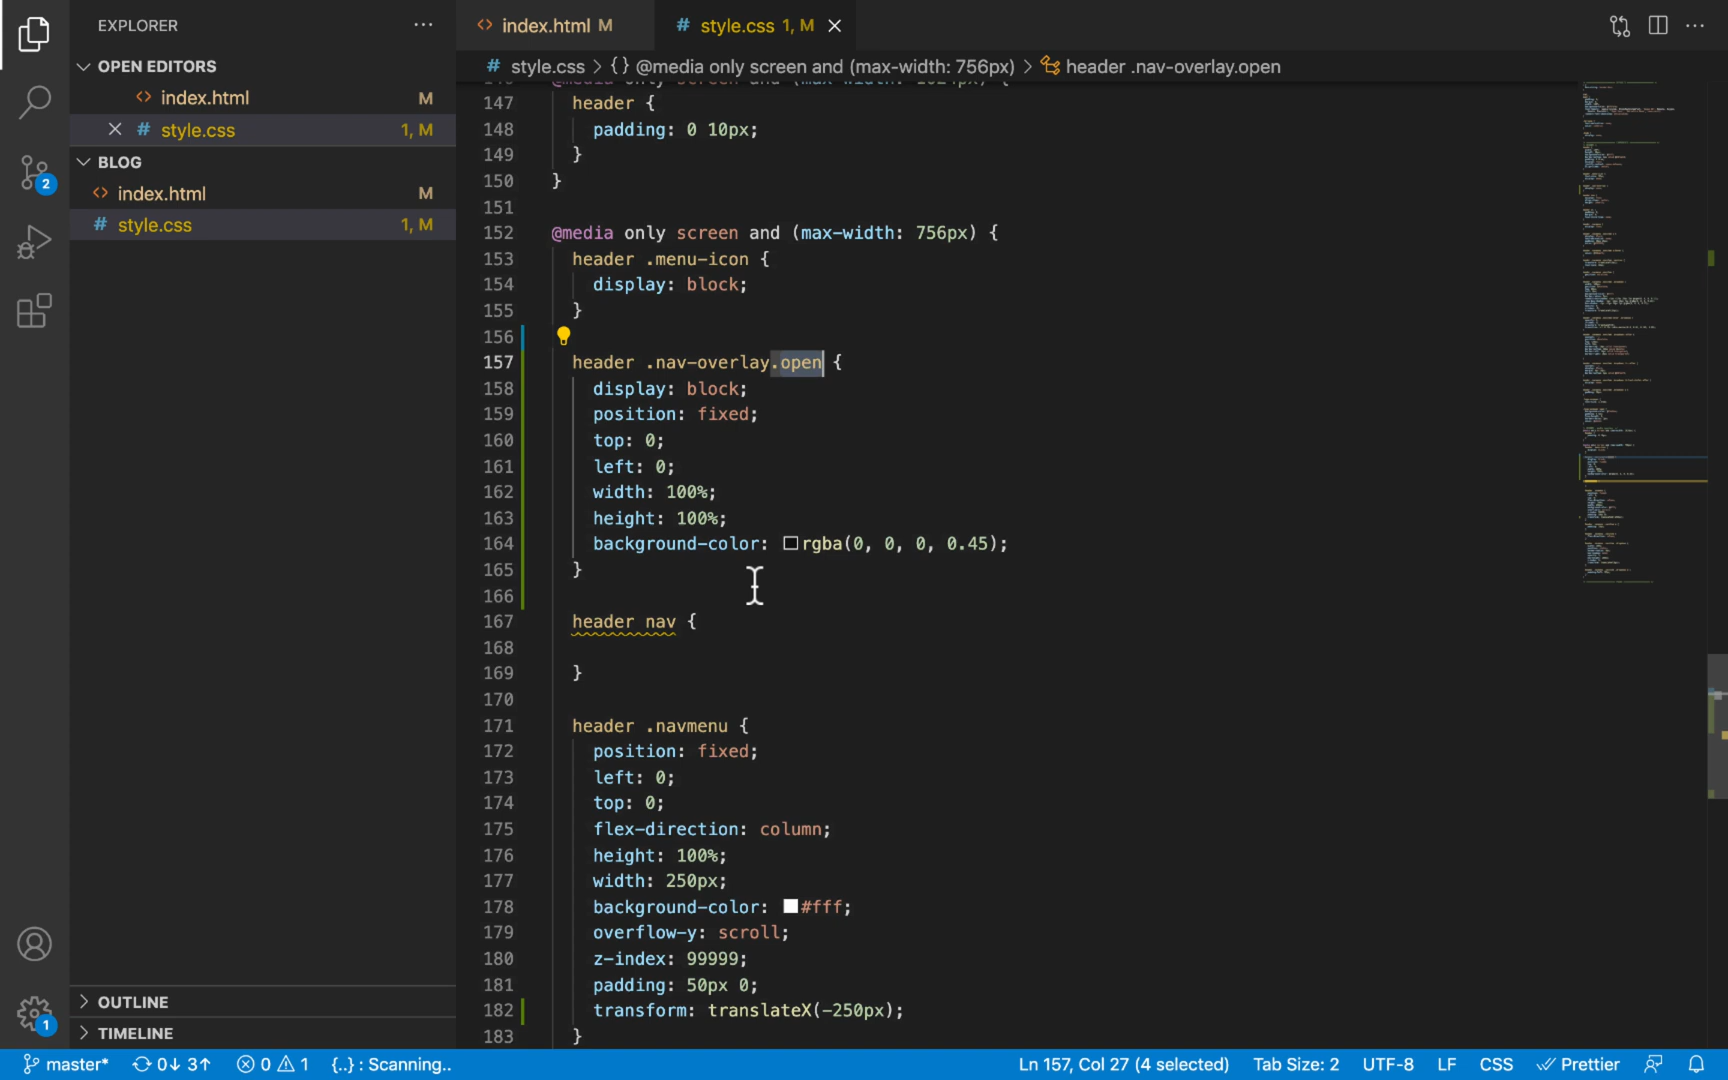 EXPLORER
index.html M
style.css 1, M
OPEN EDITORS
index.html M
style.css 1, M
BLOG
index.html M
style.css 1, M
2
OUTLINE
TIMELINE
1
style.css > {} @media only screen and (max-width: 756px) > header .nav-overlay.open
147 header {
148 padding: 0 10px;
149 }
150 }
151
152 @media only screen and (max-width: 756px) {
153 header .menu-icon {
154 display: block;
155 }
156
157 header .nav-overlay.open {
158 display: block;
159 position: fixed;
160 top: 0;
161 left: 0;
162 width: 100%;
163 height: 100%;
164 background-color: rgba(0, 0, 0, 0.45);
165 }
166
167 header nav {
168
169 }
170
171 header .navmenu {
172 position: fixed;
173 left: 0;
174 top: 0;
175 flex-direction: column;
176 height: 100%;
177 width: 250px;
178 background-color: #fff;
179 overflow-y: scroll;
180 z-index: 99999;
181 padding: 50px 0;
182 transform: translateX(-250px);
183 }
master* 0↓ 3↑ 0 1 {..} : Scanning.. Ln 157, Col 27 (4 selected) Tab Size: 2 UTF-8 LF CSS Prettier